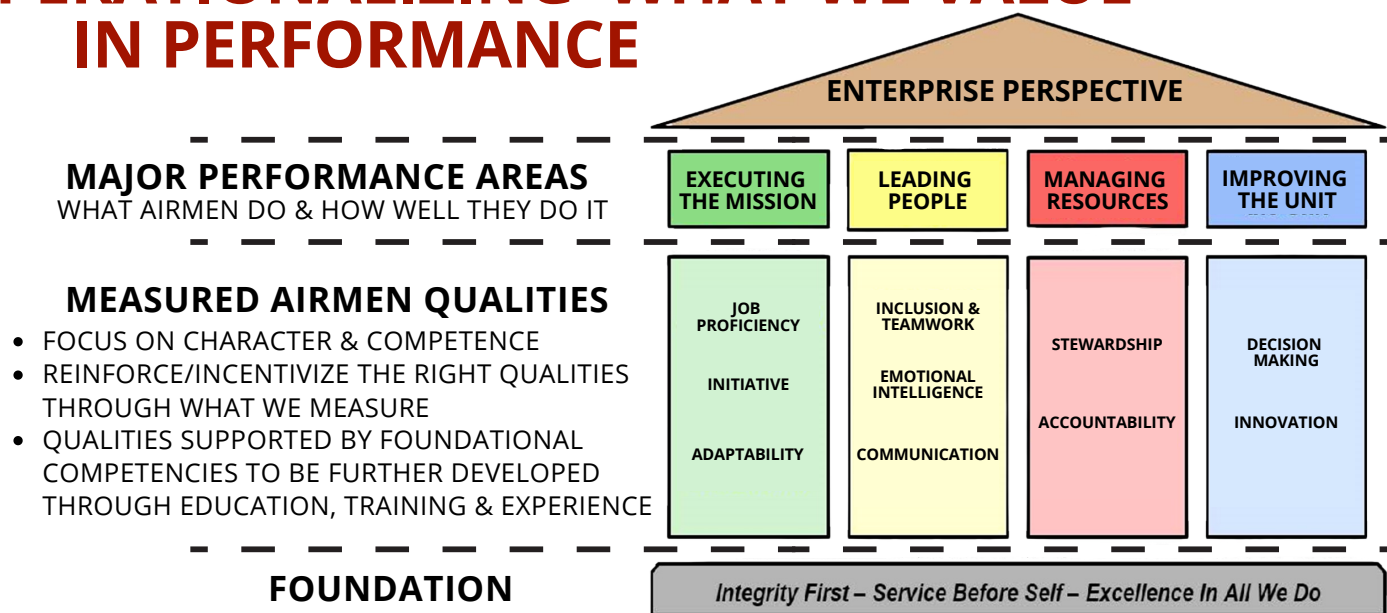 IN PERFORMANCE
ENTERPRISE PERSPECTIVE
MAJOR PERFORMANCE AREAS
WHAT AIRMEN DO & HOW WELL THEY DO IT
EXECUTING
THE MISSION
LEADING
PEOPLE
MANAGING
RESOURCES
IMPROVING
THE UNIT
MEASURED AIRMEN QUALITIES
• FOCUS ON CHARACTER & COMPETENCE
• REINFORCE/INCENTIVIZE THE RIGHT QUALITIES
THROUGH WHAT WE MEASURE
• QUALITIES SUPPORTED BY FOUNDATIONAL
COMPETENCIES TO BE FURTHER DEVELOPED
THROUGH EDUCATION, TRAINING & EXPERIENCE
JOB
PROFICIENCY
INITIATIVE
ADAPTABILITY
INCLUSION &
TEAMWORK
EMOTIONAL
INTELLIGENCE
COMMUNICATION
STEWARDSHIP
ACCOUNTABILITY
DECISION
MAKING
INNOVATION
FOUNDATION
Integrity First – Service Before Self – Excellence In All We Do